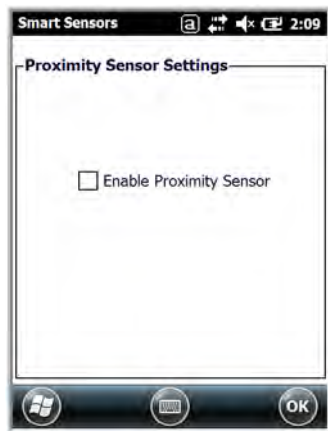 Smart Sensors a 2:09
Proximity Sensor Settings
Enable Proximity Sensor
OK